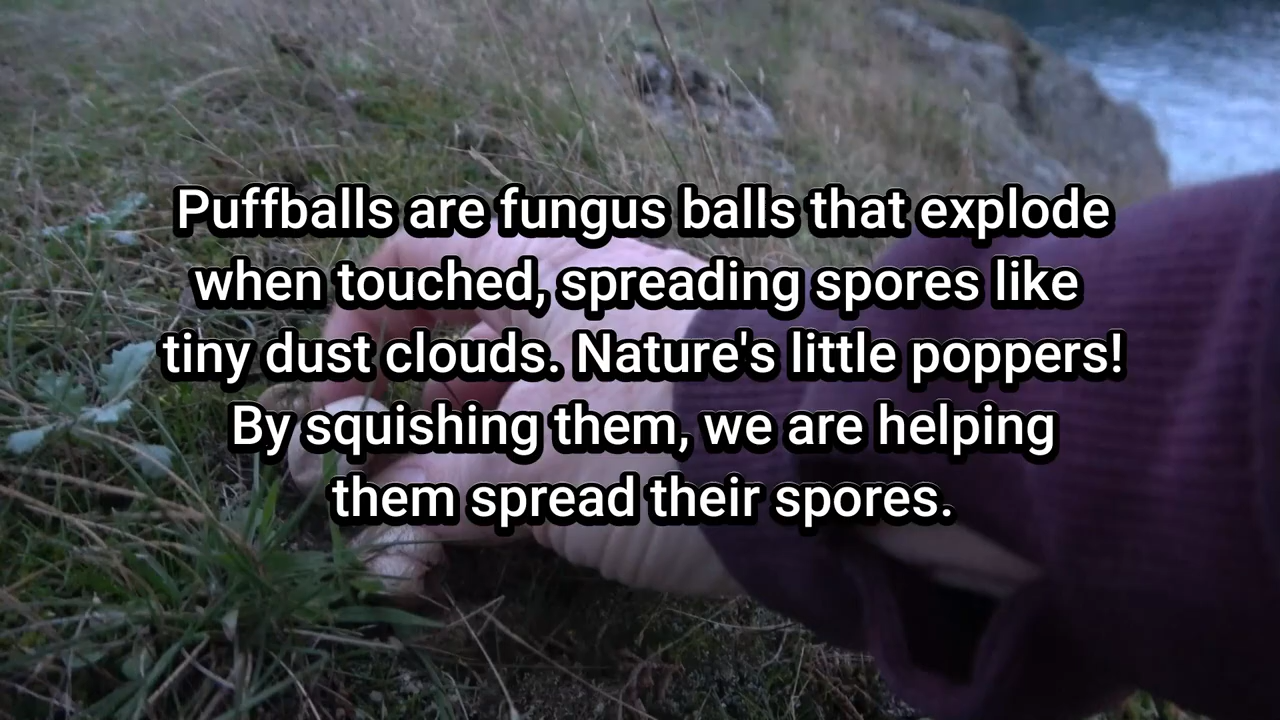 Puffballs are fungus balls that explode
when touched, spreading spores like
tiny dust clouds. Nature's little poppers!
By squishing them, we are helping
them spread their spores.